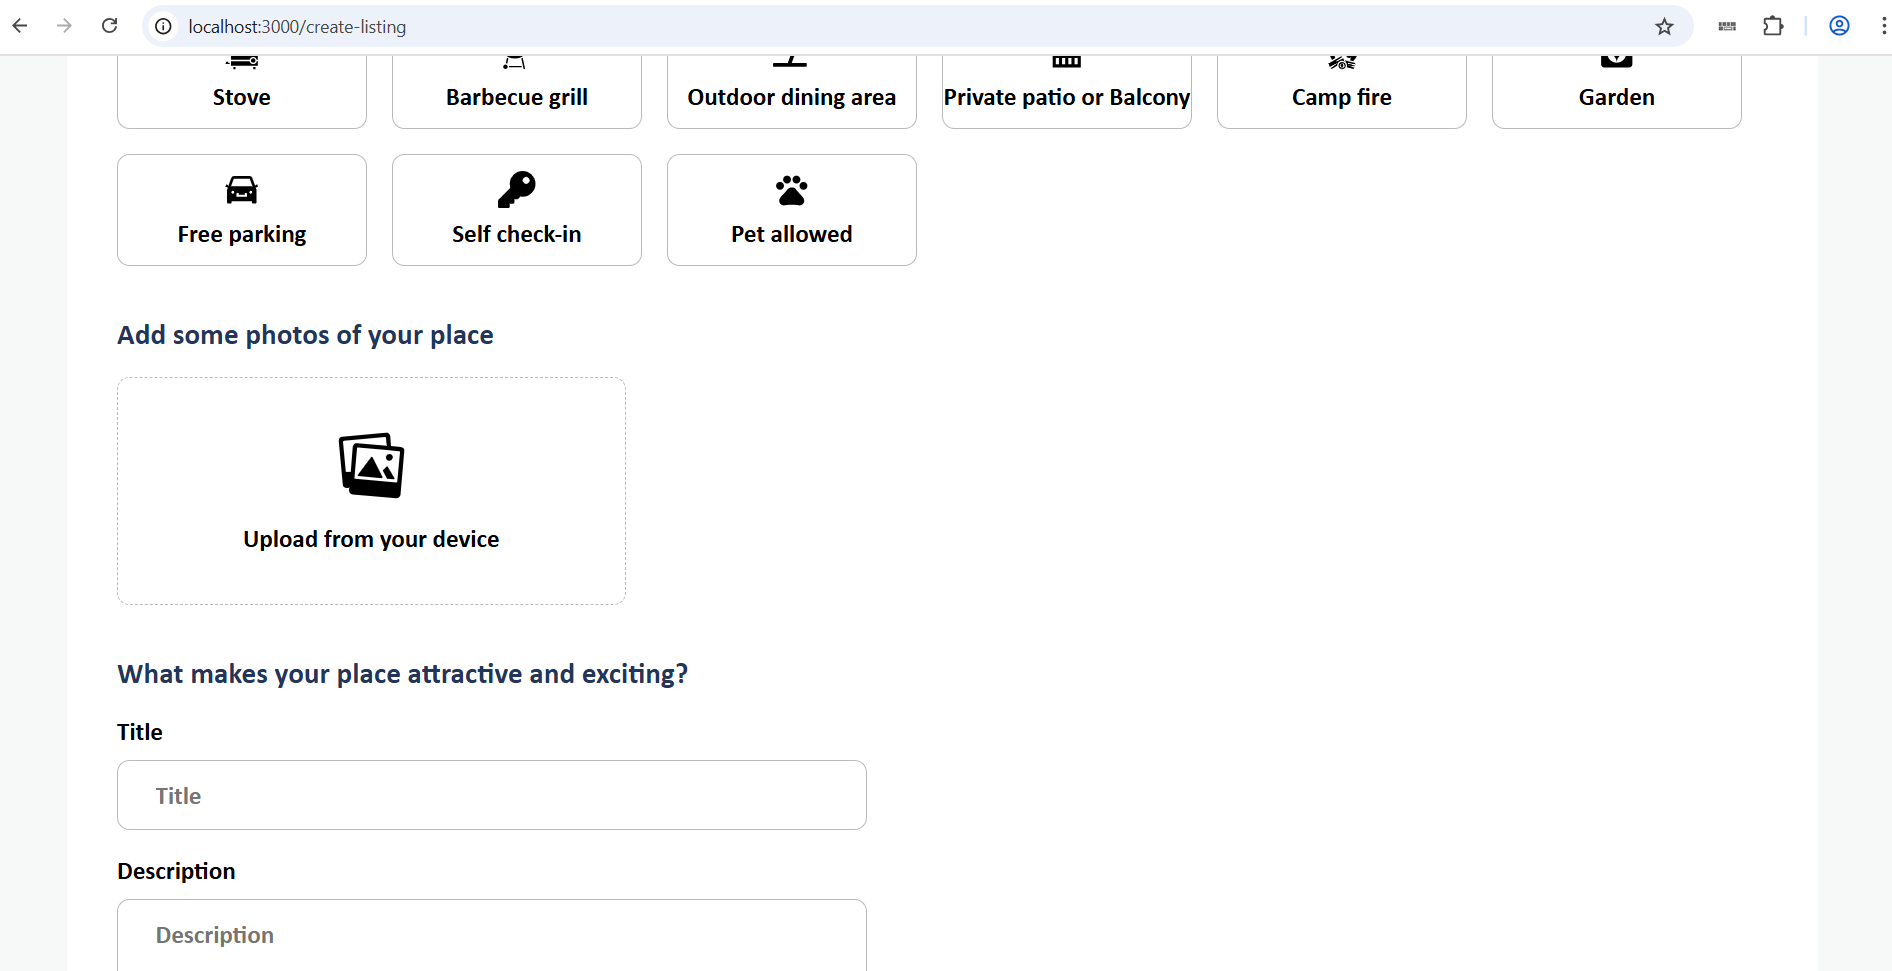 localhost:3000/create-listing
Stove Barbecue grill Outdoor dining area Private patio or Balcony Camp fire Garden
Free parking Self check-in Pet allowed
Add some photos of your place
Upload from your device
What makes your place attractive and exciting?
Title
Title
Description
Description